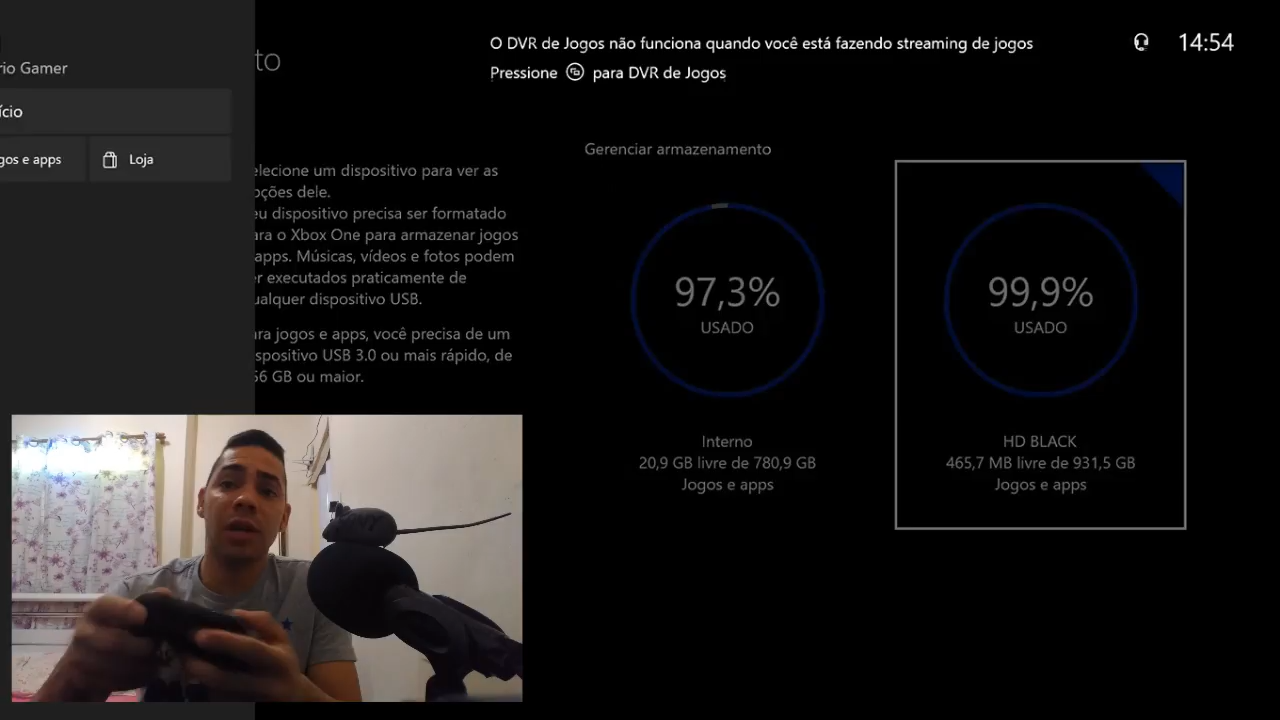 O DVR de Jogos não funciona quando você está fazendo streaming de jogos
Pressione para DVR de Jogos
14:54
to
rio Gamer
ício
gos e apps
Loja
elecione um dispositivo para ver as
pções dele.
eu dispositivo precisa ser formatado
ara o Xbox One para armazenar jogos
apps. Músicas, vídeos e fotos podem
er executados praticamente de
ualquer dispositivo USB.
ara jogos e apps, você precisa de um
spositivo USB 3.0 ou mais rápido, de
56 GB ou maior.
Gerenciar armazenamento
97,3%
USADO
Interno
20,9 GB livre de 780,9 GB
Jogos e apps
99,9%
USADO
HD BLACK
465,7 MB livre de 931,5 GB
Jogos e apps